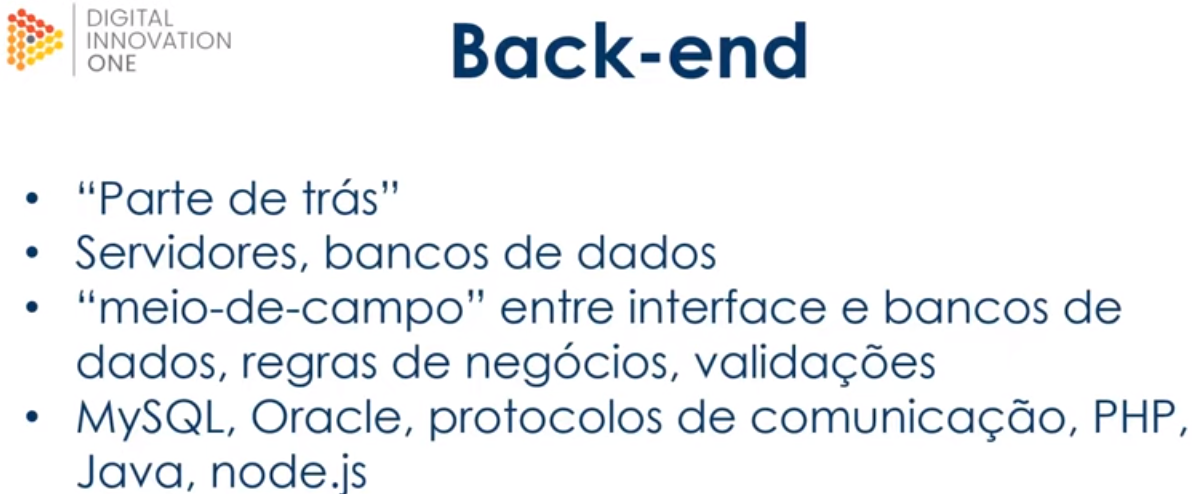 DIGITAL
INNOVATION
ONE
Back-end
• “Parte de trás”
• Servidores, bancos de dados
• “meio-de-campo” entre interface e bancos de
dados, regras de negócios, validações
• MySQL, Oracle, protocolos de comunicação, PHP,
Java, node.js